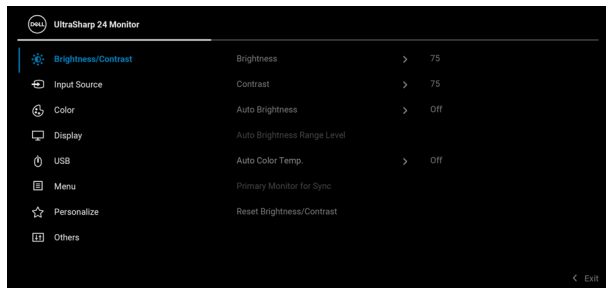 DELL UltraSharp 24 Monitor
Brightness/Contrast Brightness > 75
Input Source Contrast > 75
Color Auto Brightness > Off
Display Auto Brightness Range Level
USB Auto Color Temp. > Off
Menu Primary Monitor for Sync
Personalize Reset Brightness/Contrast
Others
< Exit